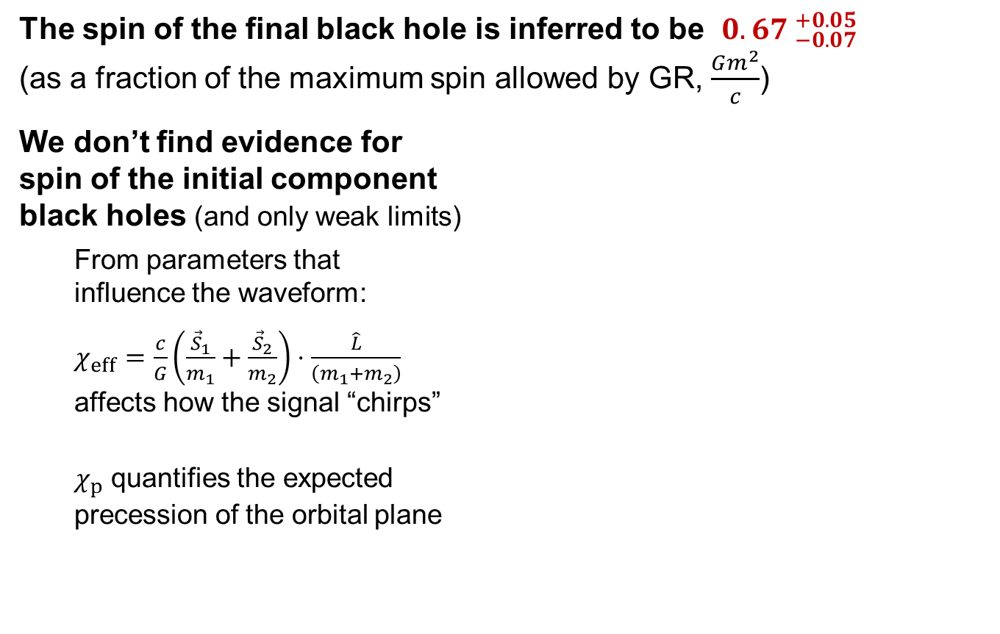 The spin of the final black hole is inferred to be 0.67 +0.05 −0.07
(as a fraction of the maximum spin allowed by GR, Gm²/c)
We don’t find evidence for
spin of the initial component
black holes (and only weak limits)
From parameters that
influence the waveform:
χ_eff = c/G (S⃗₁/m₁ + S⃗₂/m₂) · L̂/(m₁+m₂)
affects how the signal “chirps”
χ_p quantifies the expected
precession of the orbital plane